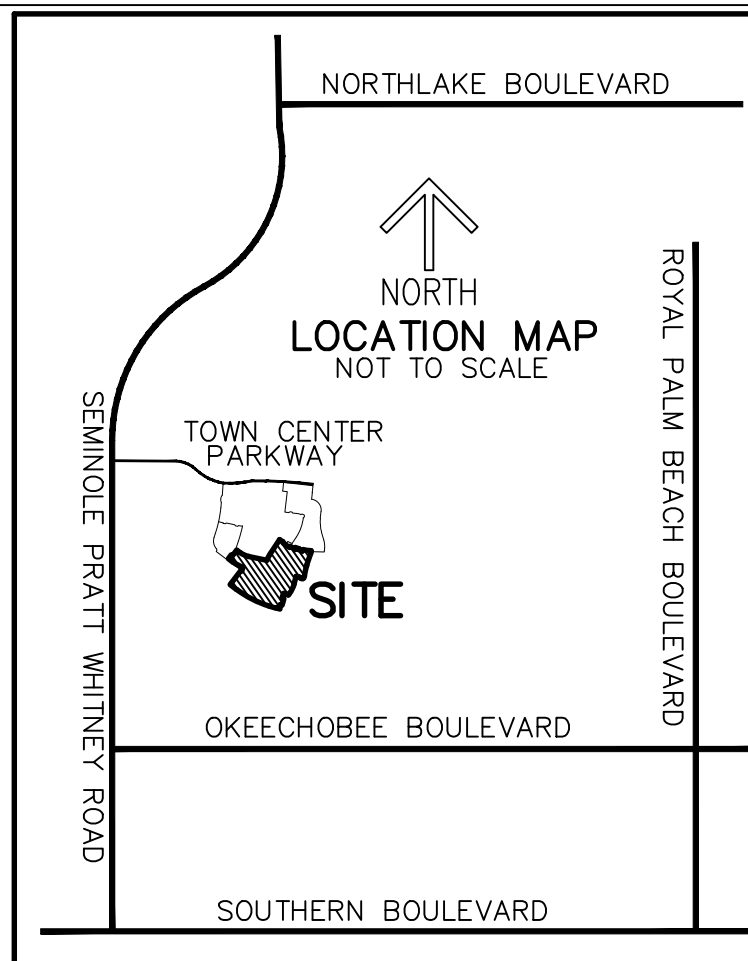 NORTHLAKE BOULEVARD
NORTH
LOCATION MAP
NOT TO SCALE
ROYAL PALM BEACH BOULEVARD
SEMINOLE PRATT WHITNEY ROAD
TOWN CENTER
PARKWAY
SITE
OKEECHOBEE BOULEVARD
SOUTHERN BOULEVARD